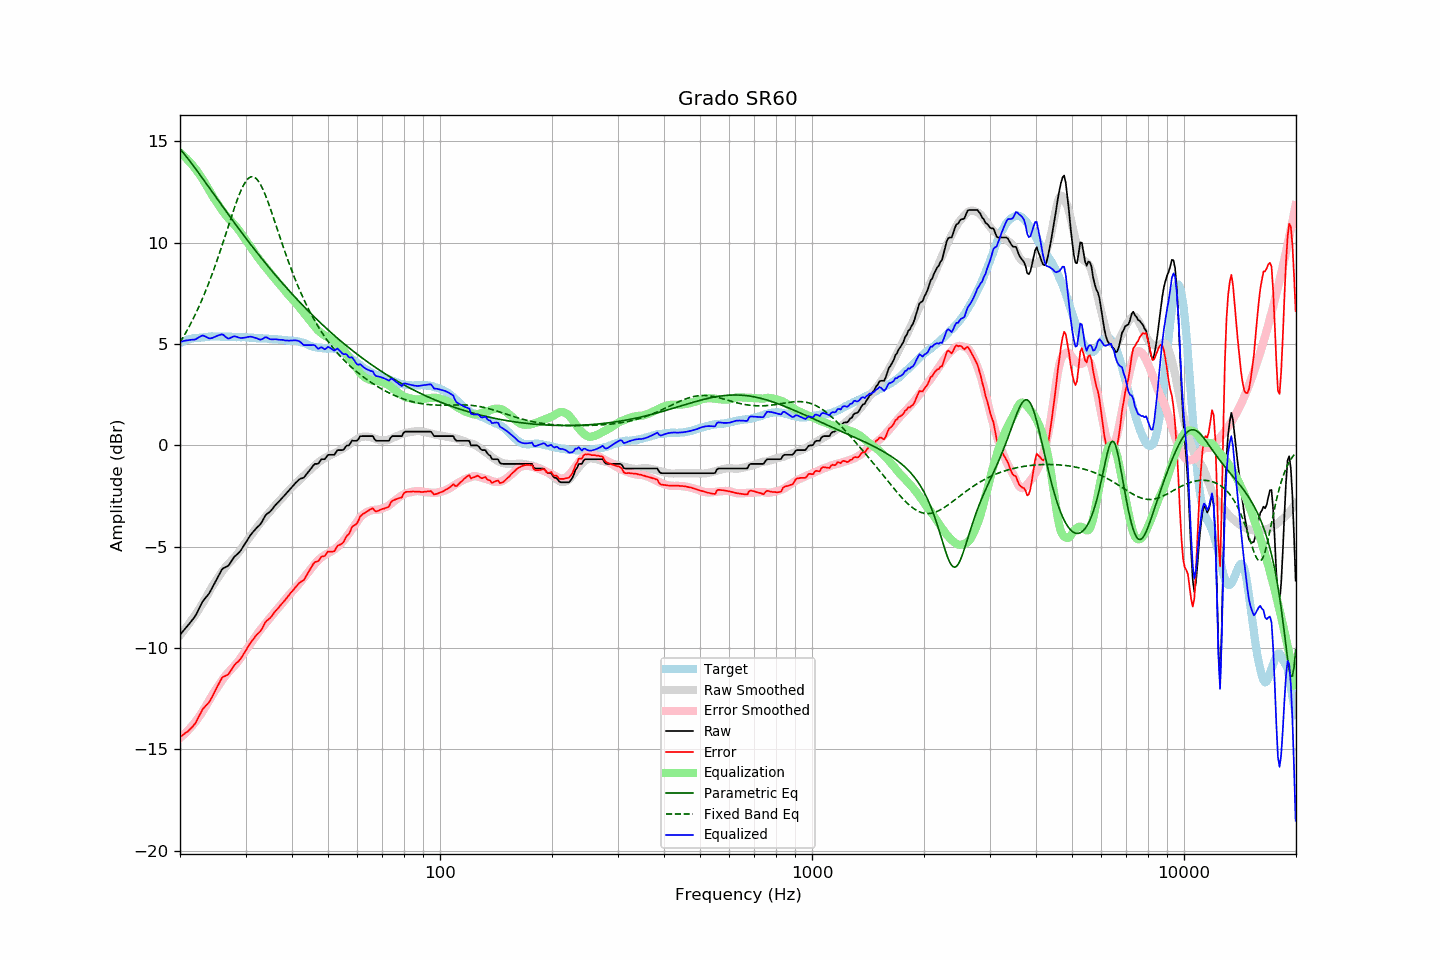 Grado SR60
15
10
5
0
−5
−10
−15
−20
Amplitude (dBr)
Target
Raw Smoothed
Error Smoothed
Raw
Error
Equalization
Parametric Eq
Fixed Band Eq
Equalized
100
1000
10000
Frequency (Hz)